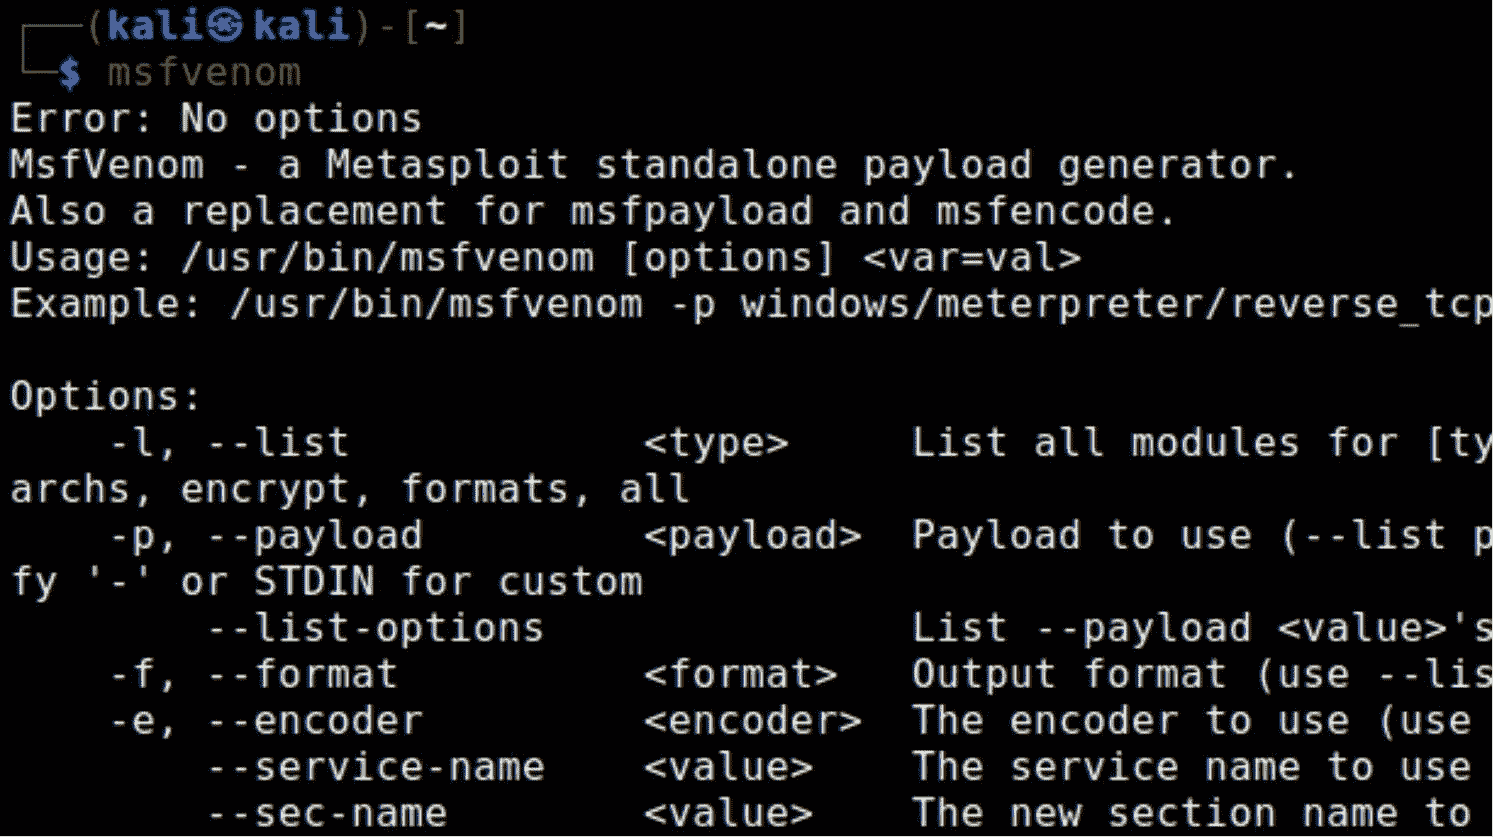 (kali㉿kali)-[~]
$ msfvenom
Error: No options
MsfVenom - a Metasploit standalone payload generator.
Also a replacement for msfpayload and msfencode.
Usage: /usr/bin/msfvenom [options] <var=val>
Example: /usr/bin/msfvenom -p windows/meterpreter/reverse_tcp

Options:
    -l, --list            <type>     List all modules for [ty
archs, encrypt, formats, all
    -p, --payload         <payload>  Payload to use (--list p
fy '-' or STDIN for custom
        --list-options               List --payload <value>'s
    -f, --format          <format>   Output format (use --lis
    -e, --encoder         <encoder>  The encoder to use (use
        --service-name    <value>    The service name to use
        --sec-name        <value>    The new section name to